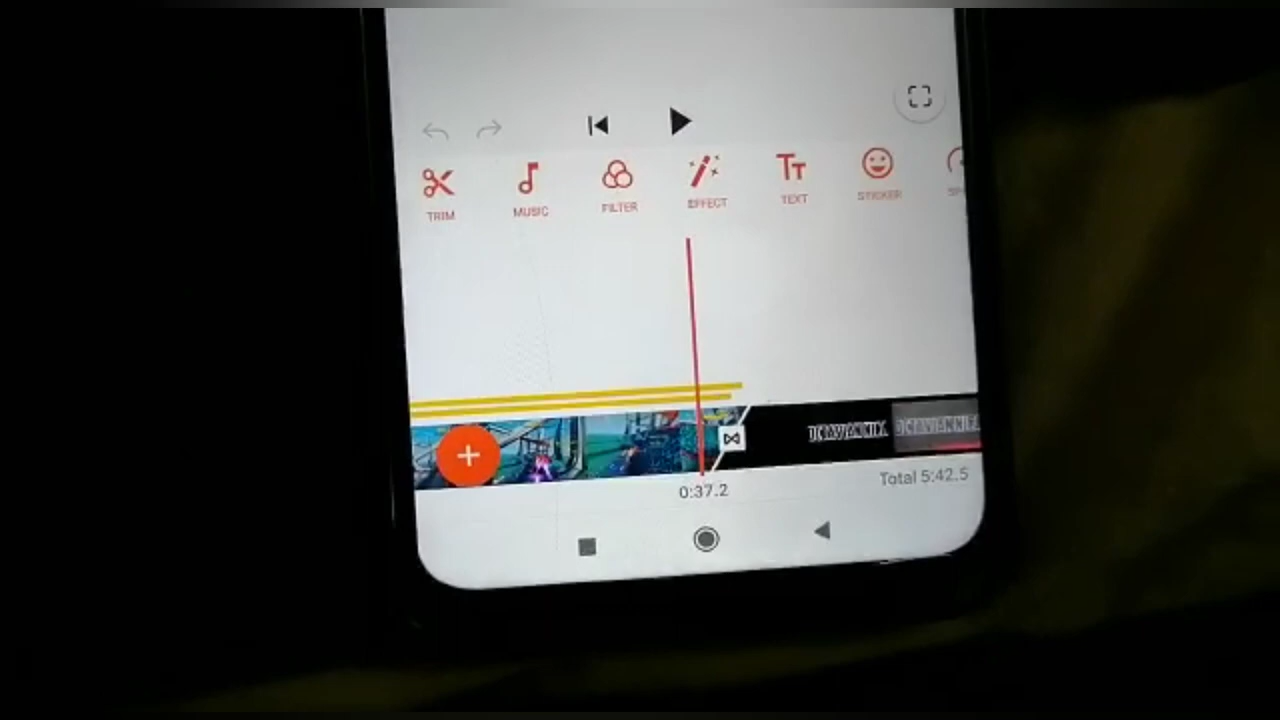 TRIM
MUSIC
FILTER
EFFECT
TEXT
STICKER
0:37.2
Total 5:42.5